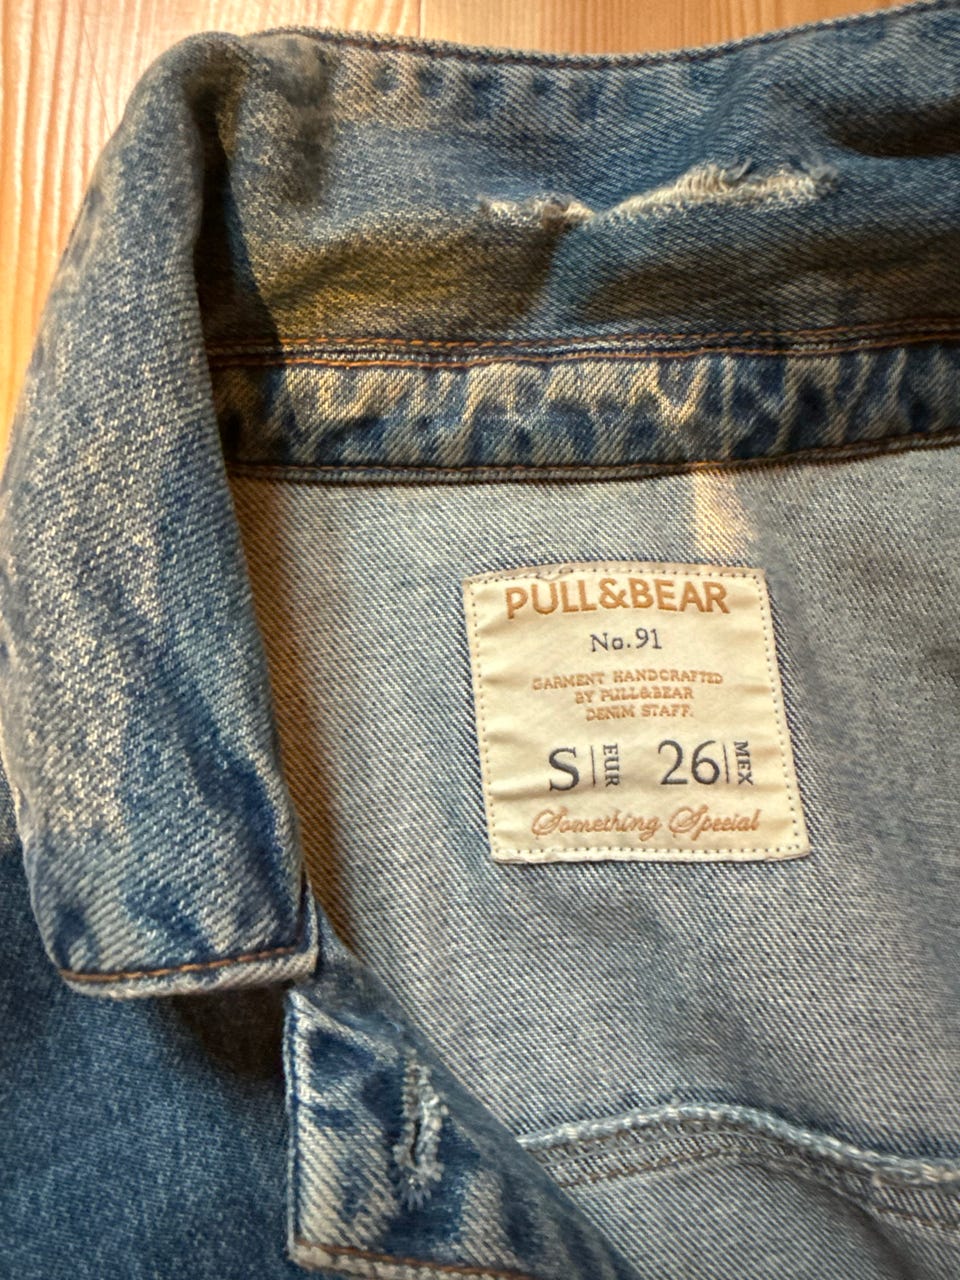 PULL&BEAR
No.91
GARMENT HANDCRAFTED
BY PULL&BEAR
DENIM STAFF.
S|EUR 26|MEX
Something Special